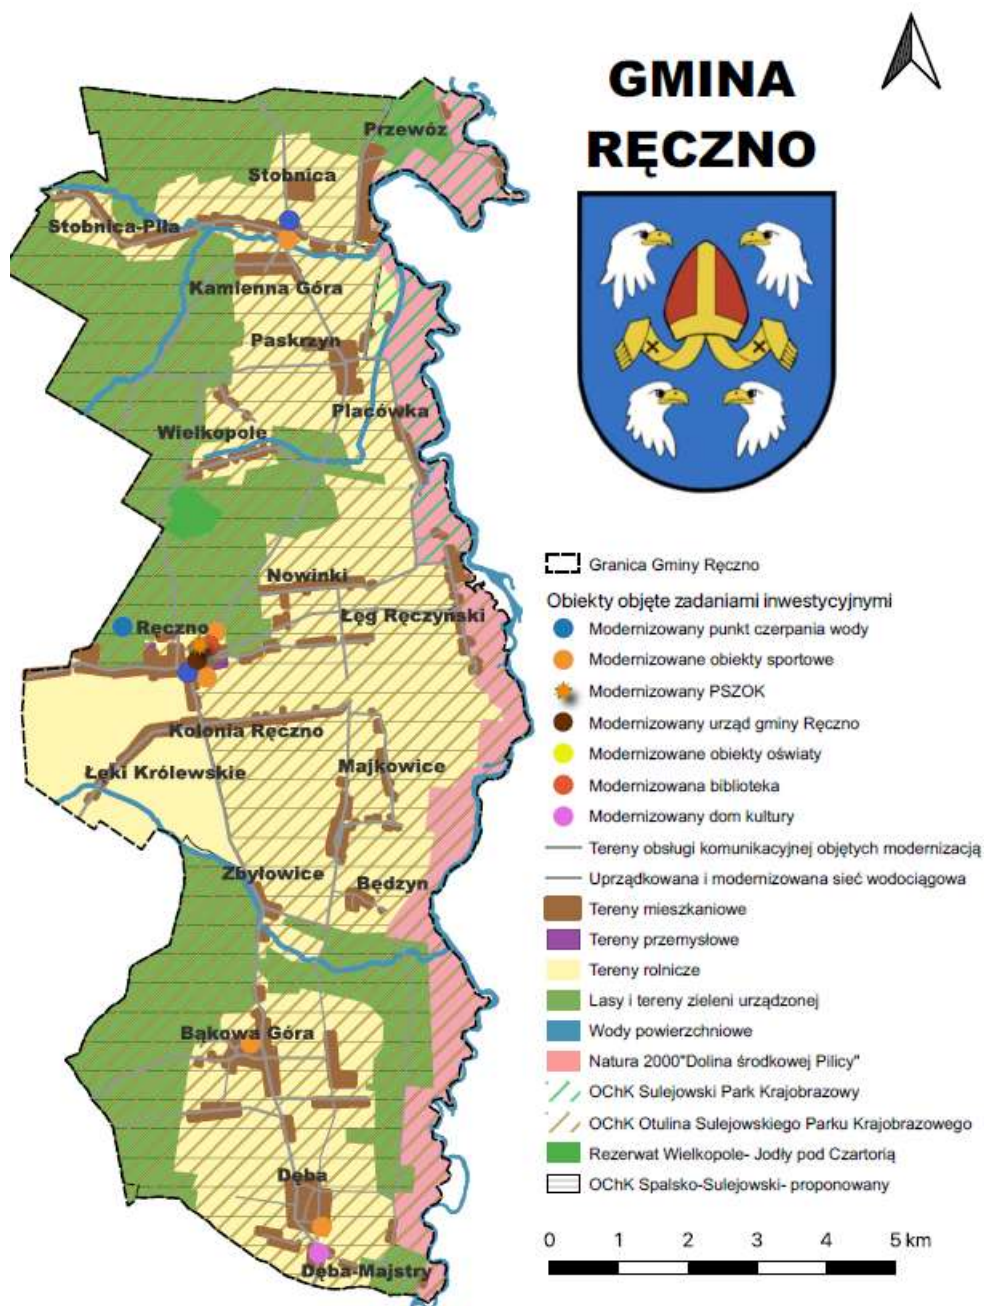 GMINA
RĘCZNO
Przewóz
Stobnica
Stobnica-Piła
Kamienna Góra
Paskrzyn
Placówka
Wielkopole
Nowinki
Łęg Ręczyński
Ręczno
Kolonia Ręczno
Łęki Królewskie
Majkowice
Zbyłowice
Będzyn
Bąkowa Góra
Dęba
Dęba-Majstry
Granica Gminy Ręczno
Obiekty objęte zadaniami inwestycyjnymi
Modernizowany punkt czerpania wody
Modernizowane obiekty sportowe
Modernizowany PSZOK
Modernizowany urząd gminy Ręczno
Modernizowane obiekty oświaty
Modernizowana biblioteka
Modernizowany dom kultury
Tereny obsługi komunikacyjnej objętych modernizacją
Uprządkowana i modernizowana sieć wodociągowa
Tereny mieszkaniowe
Tereny przemysłowe
Tereny rolnicze
Lasy i tereny zieleni urządzonej
Wody powierzchniowe
Natura 2000"Dolina środkowej Pilicy"
OChK Sulejowski Park Krajobrazowy
OChK Otulina Sulejowskiego Parku Krajobrazowego
Rezerwat Wielkopole- Jodły pod Czartorią
OChK Spalsko-Sulejowski- proponowany
0 1 2 3 4 5 km